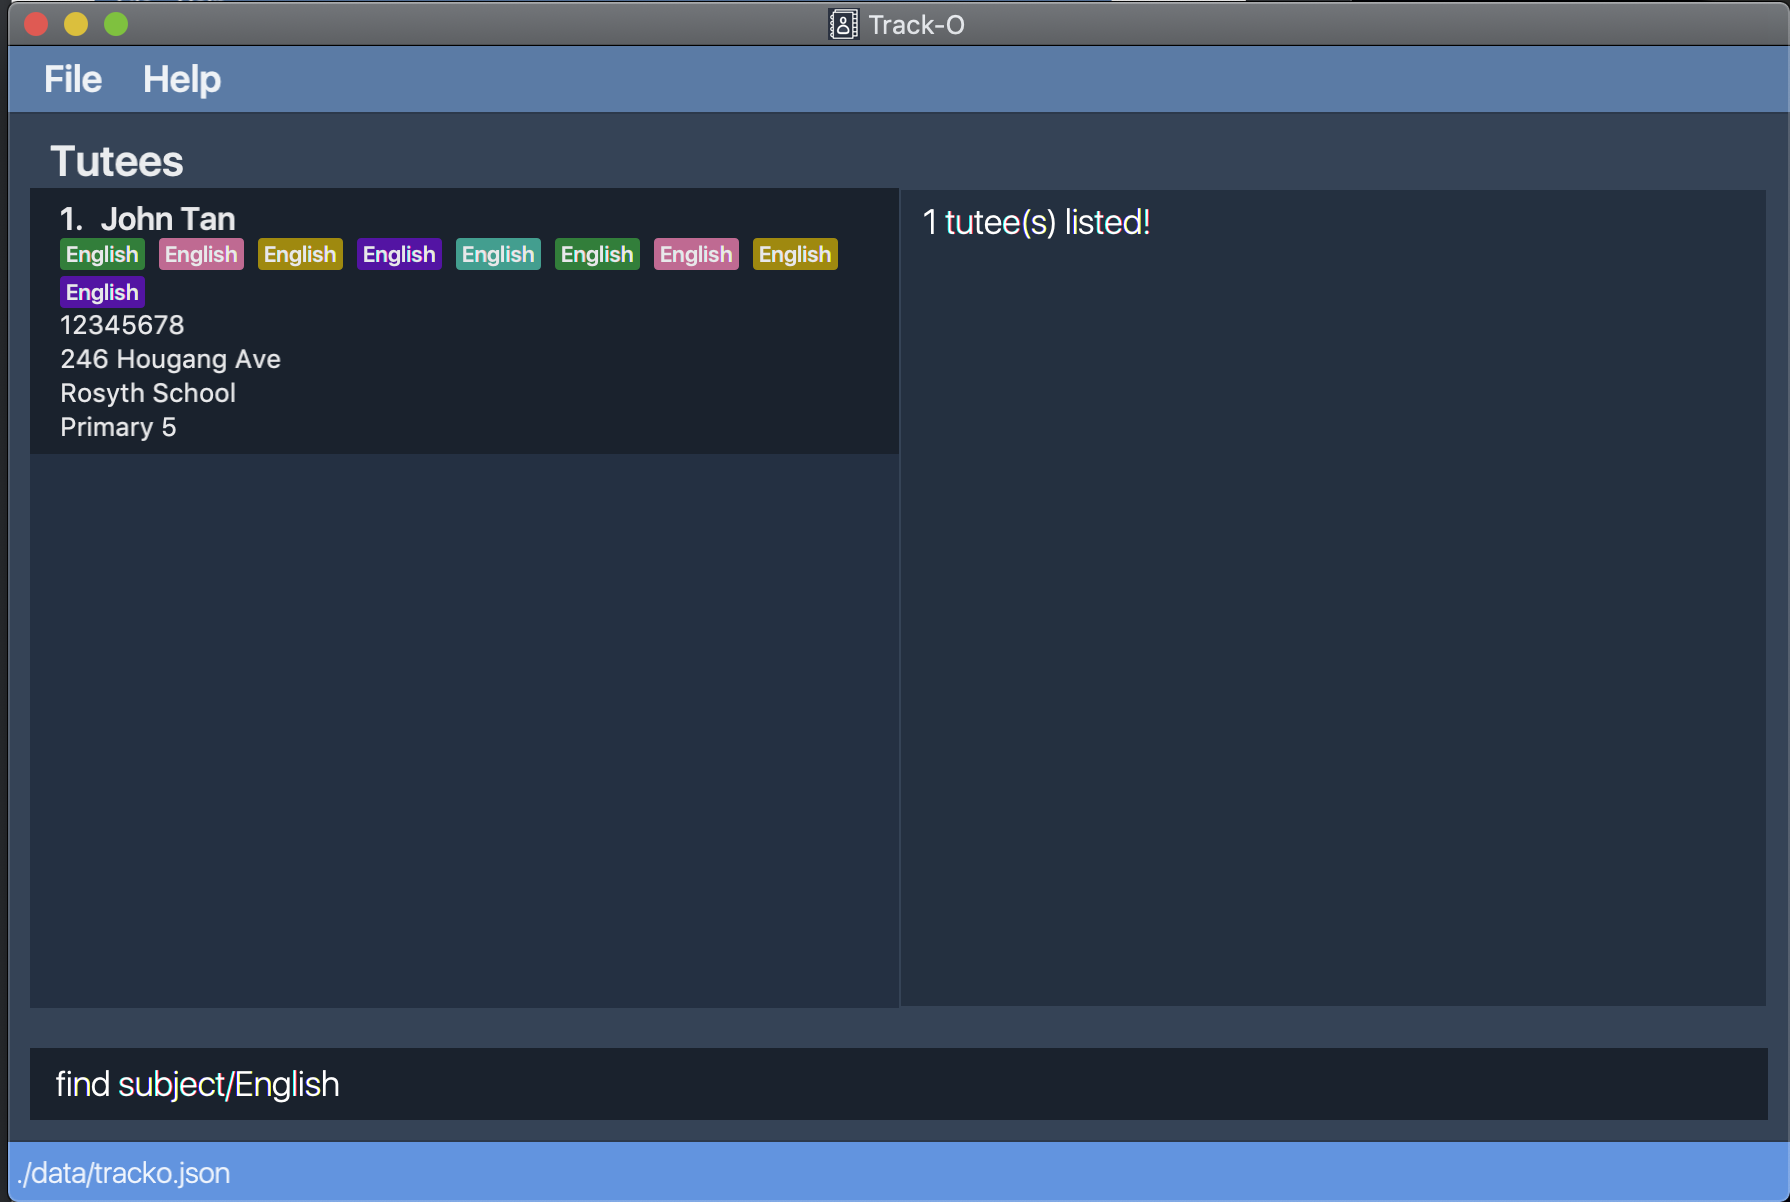 Track-O
File Help
Tutees
1. John Tan
English English English English English English English English
English
12345678
246 Hougang Ave
Rosyth School
Primary 5
1 tutee(s) listed!
find subject/English
./data/tracko.json